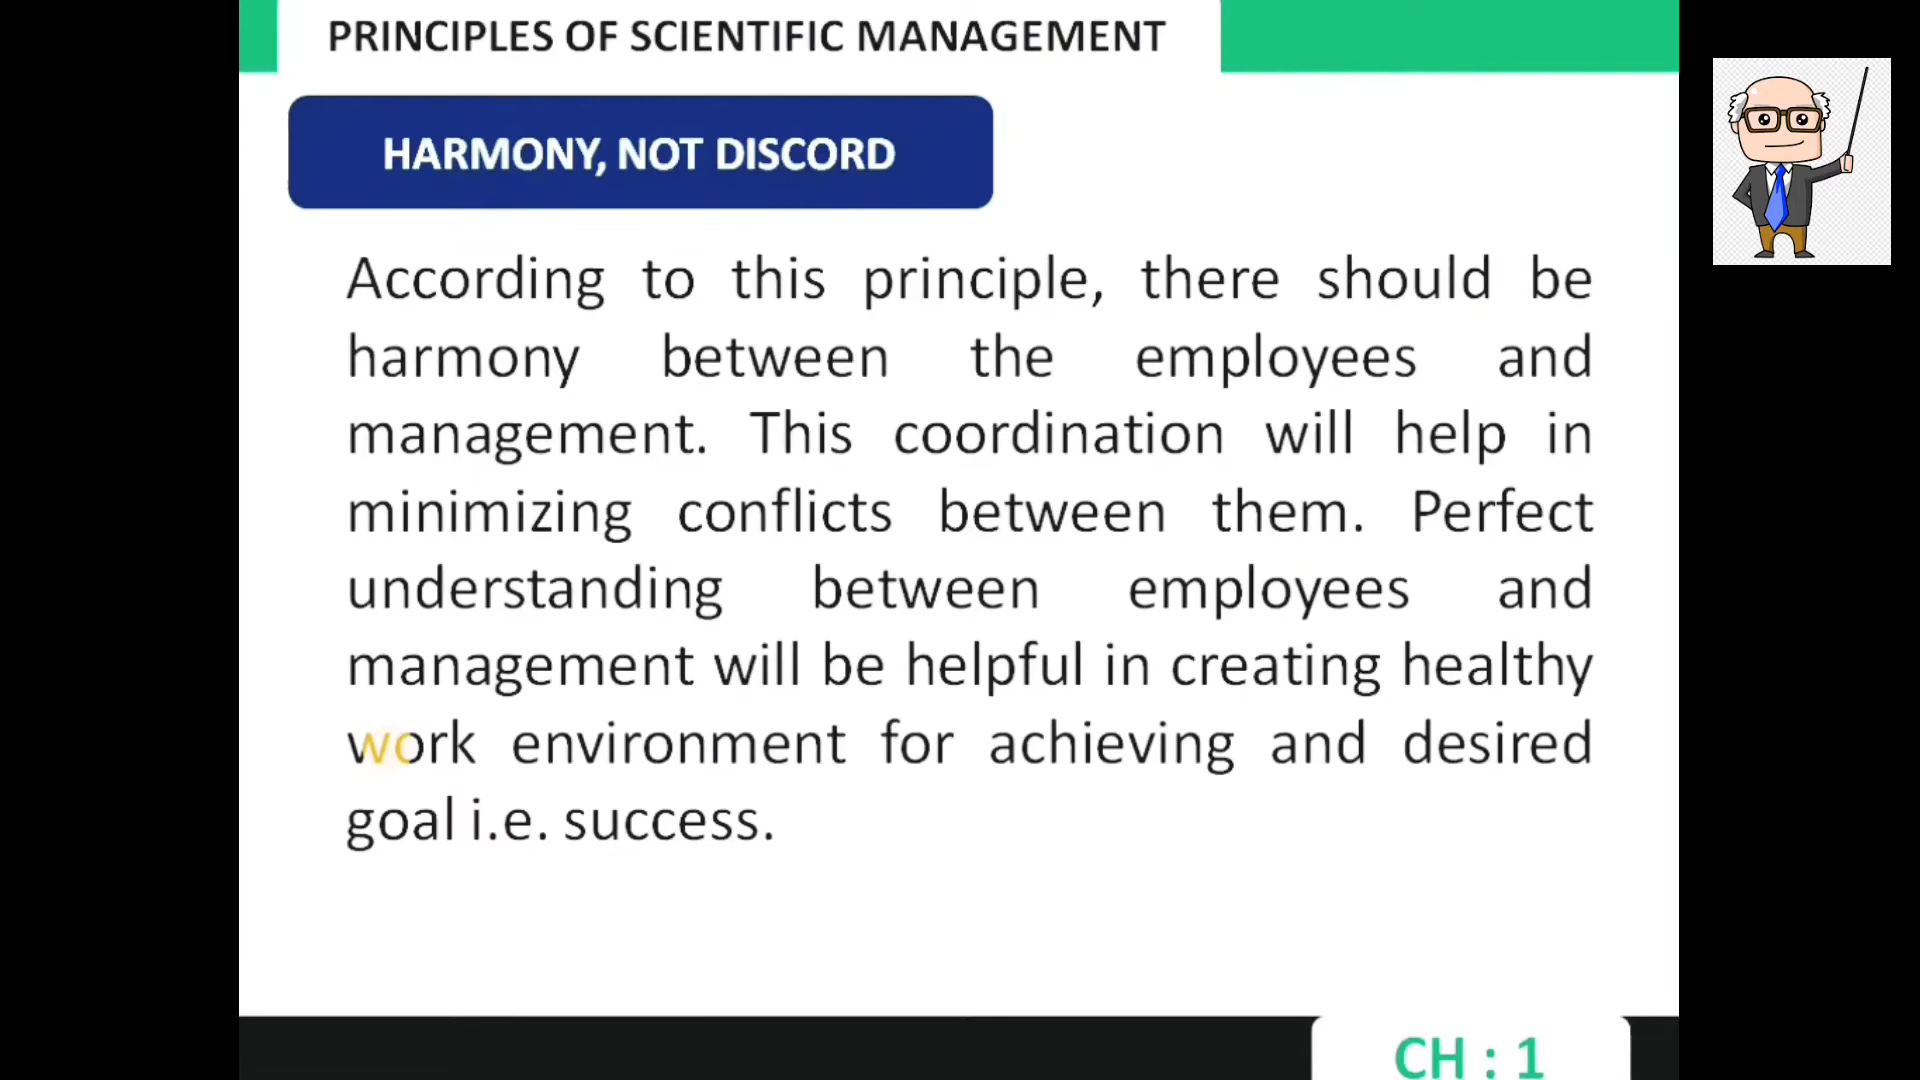 PRINCIPLES OF SCIENTIFIC MANAGEMENT
HARMONY, NOT DISCORD
According to this principle, there should be
harmony between the employees and
management. This coordination will help in
minimizing conflicts between them. Perfect
understanding between employees and
management will be helpful in creating healthy
work environment for achieving and desired
goal i.e. success.
CH : 1